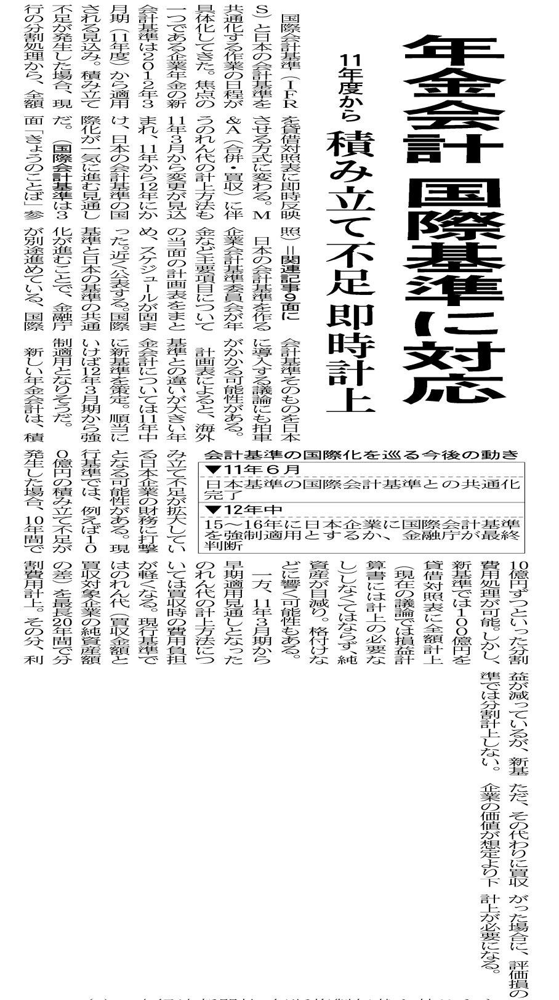 年金会計 国際基準に対応
11年度から 積み立て不足 即時計上
国際会計基準（ＩＦＲ
Ｓ）と日本の会計基準を
共通化する作業の日程が
具体化してきた。焦点の
一つである企業年金の新
会計基準は２０１２年３
月期（11年度）から適用
される見込み。積み立て
不足が発生した場合、現
行の分割処理から、全額
を貸借対照表に即時反映
させる方式に変わる。Ｍ
＆Ａ（合併・買収）に伴
うのれん代の計上方法も
11年３月から変更が見込
まれ、11年から12年にか
け、日本の会計基準の国
際化が一気に進む見通し
だ。（国際会計基準は３
面「きょうのことば」参
照）＝関連記事９面に
日本の会計基準を作る
企業会計基準委員会が年
金など主要項目について
の当面の計画表をまと
め、スケジュールが固ま
った。近く公表する。国際
基準と日本の基準の共通
化が進むことで、金融庁
が別途進めている、国際
会計基準そのものを日本
に導入する議論にも拍車
がかかる可能性がある。
計画表によると、海外
基準との違いが大きい年
金会計については11年中
に新基準を策定。順当に
いけば12年３月期から強
制適用となりそうだ。
新しい年金会計は、積
会計基準の国際化を巡る今後の動き
▼11年６月
日本基準の国際会計基準との共通化
完了
▼12年中
15〜16年に日本企業に国際会計基準
を強制適用とするか、金融庁が最終
判断
み立て不足が拡大してい
る日本企業の財務に打撃
となる可能性がある。現
行基準では、例えば１０
０億円の積み立て不足が
発生した場合、10年間で
10億円ずつといった分割
費用処理が可能。しかし、
新基準では１００億円を
貸借対照表に全額計上
（現在の議論では損益計
算書には計上の必要な
し）しなくてはならず、純
資産が目減り。格付けな
どに響く可能性もある。
一方、11年３月期から
早期適用見通しとなった
のれん代の計上方法につ
いては買収時の費用負担
が軽くなる。現行基準で
はのれん代（買収金額と
買収対象企業の純資産額
の差）を最長20年間で分
割費用計上。その分、利
益が減っているが、新基
準では分割計上しない。
ただ、その代わりに買収
企業の価値が想定より下
がった場合に、評価損の
計上が必要になる。